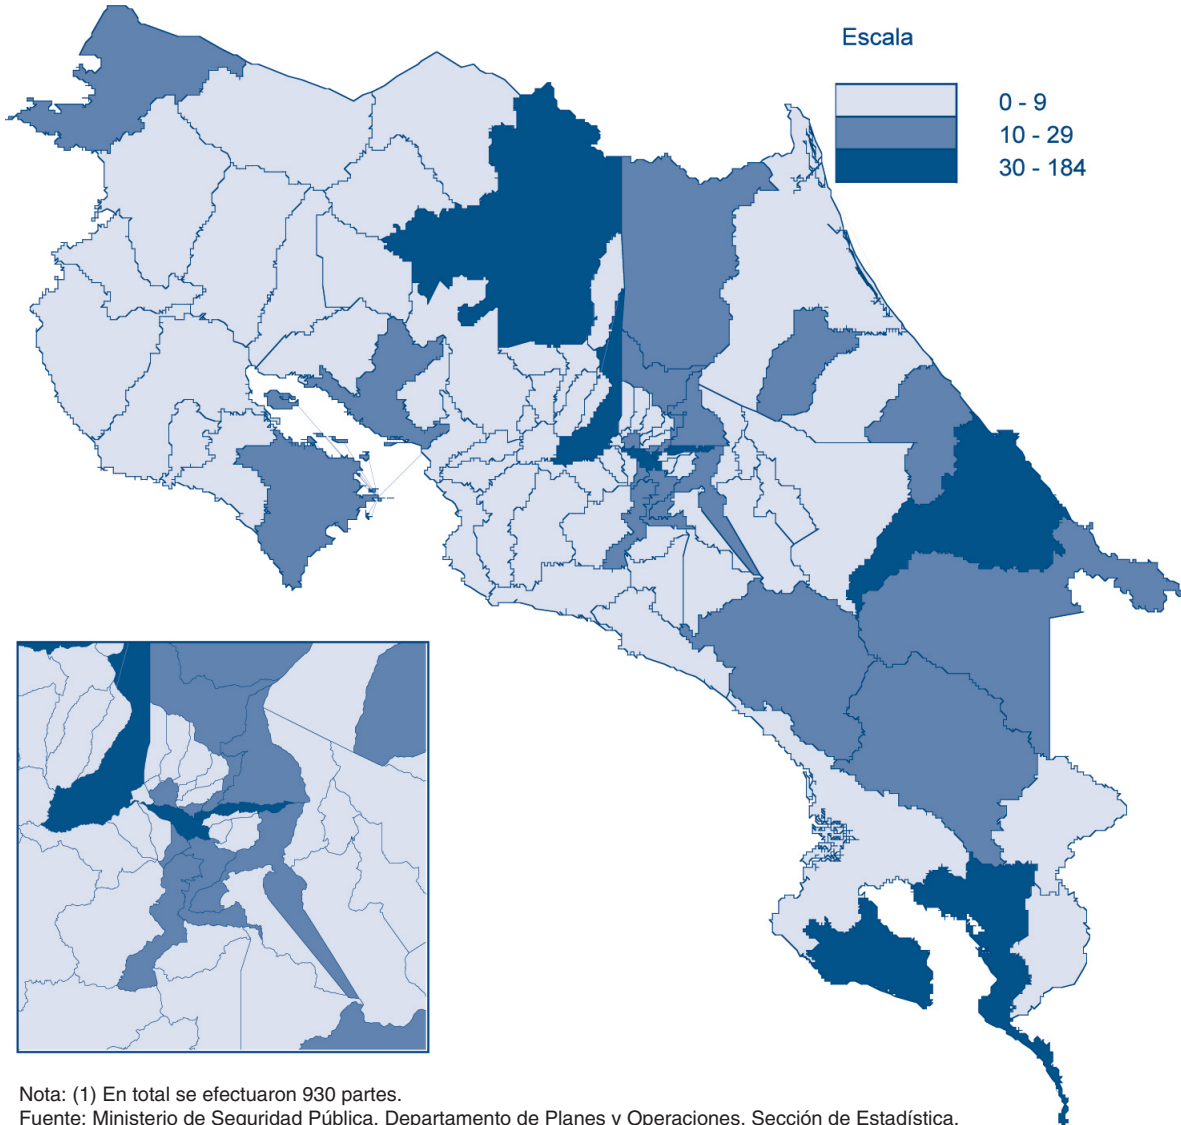 Escala
0 - 9
10 - 29
30 - 184
Nota: (1) En total se efectuaron 930 partes.
Fuente: Ministerio de Seguridad Pública, Departamento de Planes y Operaciones, Sección de Estadística.